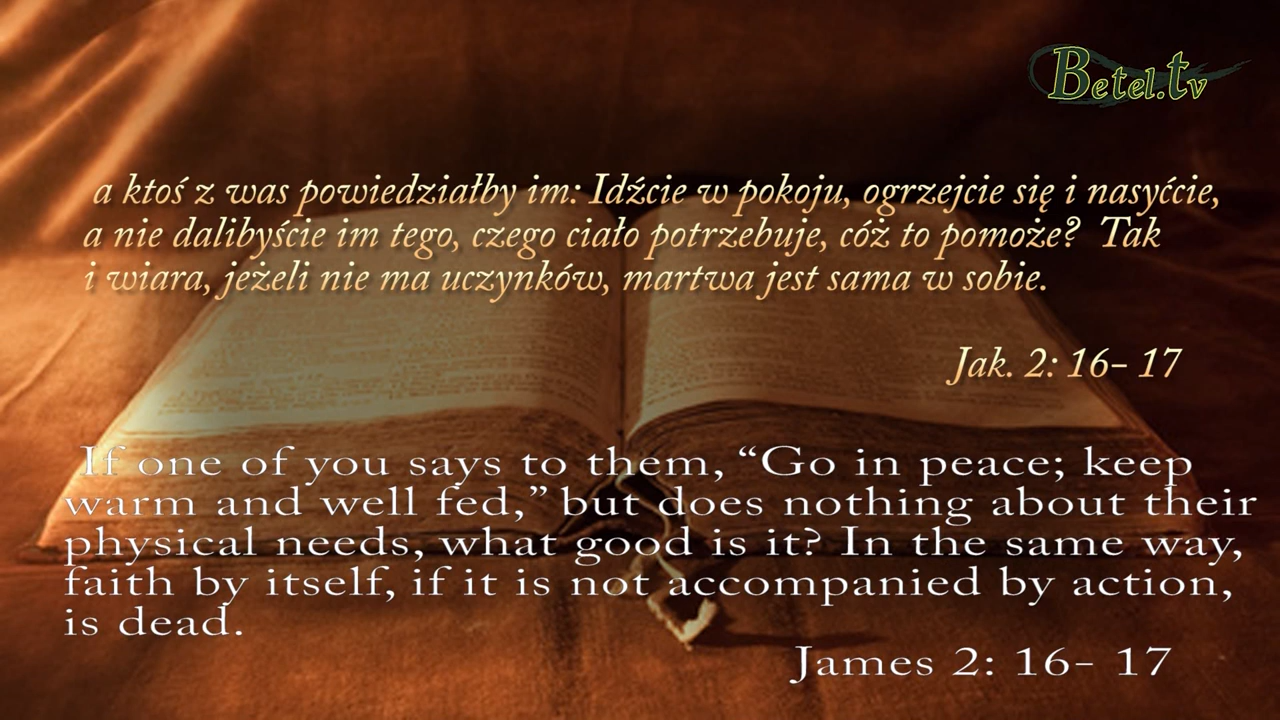 Betel.tv
a ktoś z was powiedziałby im: Idźcie w pokoju, ogrzejcie się i nasyćcie,
a nie dalibyście im tego, czego ciało potrzebuje, cóż to pomoże? Tak
i wiara, jeżeli nie ma uczynków, martwa jest sama w sobie.
Jak. 2: 16- 17
If one of you says to them, “Go in peace; keep
warm and well fed,” but does nothing about their
physical needs, what good is it? In the same way,
faith by itself, if it is not accompanied by action,
is dead.
James 2: 16- 17